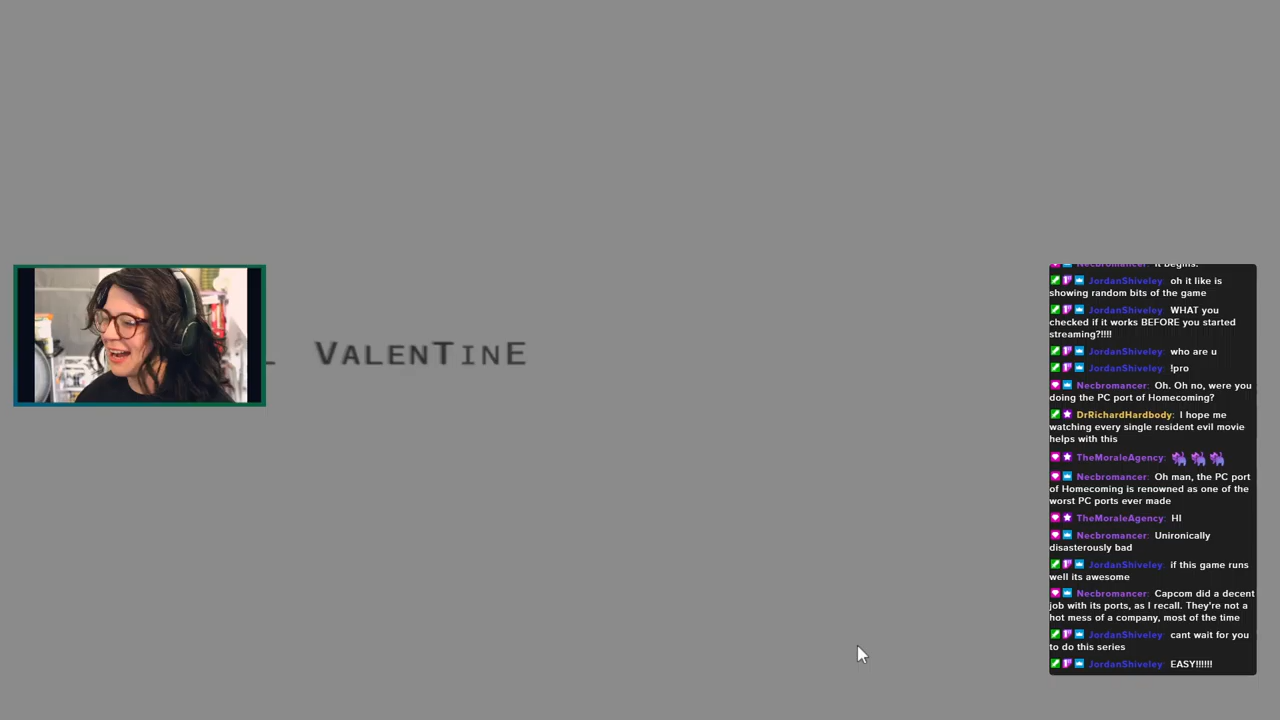 VALENTINE
Necbromancer: It begins.
JordanShiveley: oh it like is
showing random bits of the game
JordanShiveley: WHAT you
checked if it works BEFORE you started
streaming?!!!!
JordanShiveley: who are u
JordanShiveley: !pro
Necbromancer: Oh. Oh no, were you
doing the PC port of Homecoming?
DrRichardHardbody: I hope me
watching every single resident evil movie
helps with this
TheMoraleAgency:
Necbromancer: Oh man, the PC port
of Homecoming is renowned as one of the
worst PC ports ever made
TheMoraleAgency: HI
Necbromancer: Unironically
disasterously bad
JordanShiveley: if this game runs
well its awesome
Necbromancer: Capcom did a decent
job with its ports, as I recall. They're not a
hot mess of a company, most of the time
JordanShiveley: cant wait for you
to do this series
JordanShiveley: EASY!!!!!!